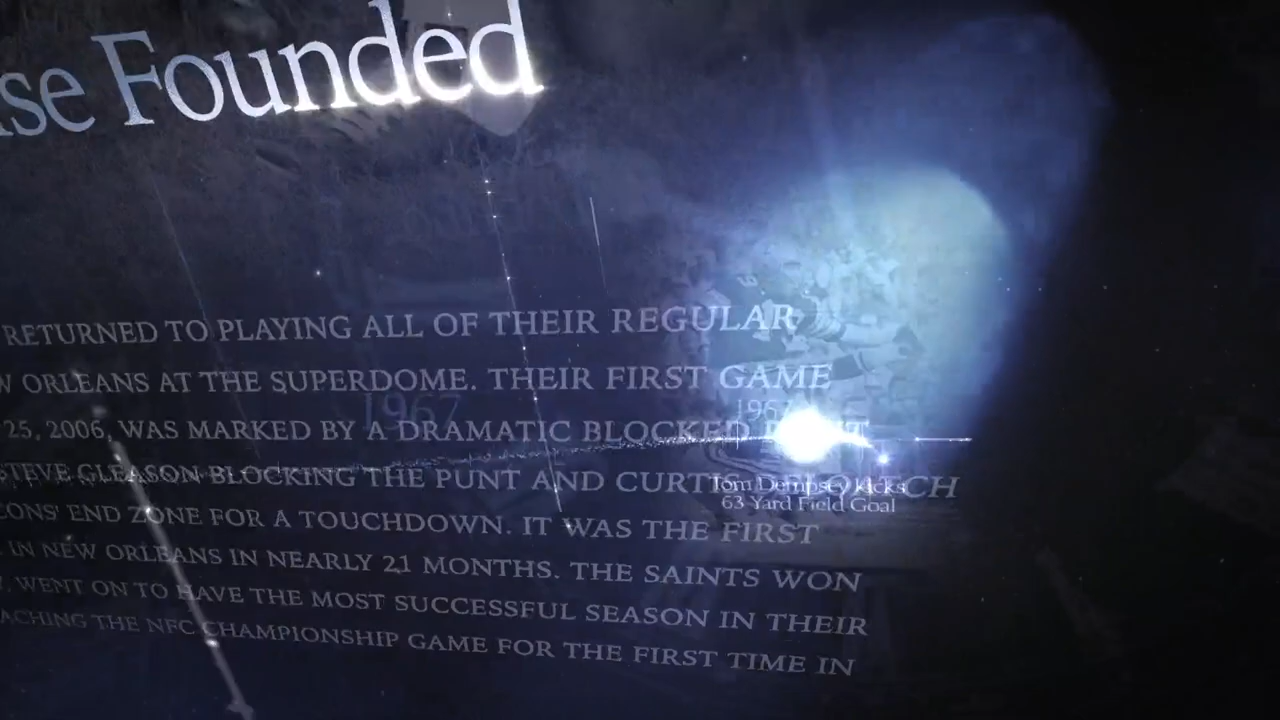 se Founded
RETURNED TO PLAYING ALL OF THEIR REGULAR
W ORLEANS AT THE SUPERDOME. THEIR FIRST GAME
1967
25, 2006, WAS MARKED BY A DRAMATIC BLOCKED
STEVE GLEASON BLOCKING THE PUNT AND
Tom Dempsey Kicks
63 Yard Field Goal
CONS' END ZONE FOR A TOUCHDOWN. IT WAS THE FIRST
IN NEW ORLEANS IN NEARLY 21 MONTHS. THE SAINTS WON
WENT ON TO HAVE THE MOST SUCCESSFUL SEASON IN THEIR
ACHING THE NFC CHAMPIONSHIP GAME FOR THE FIRST TIME IN